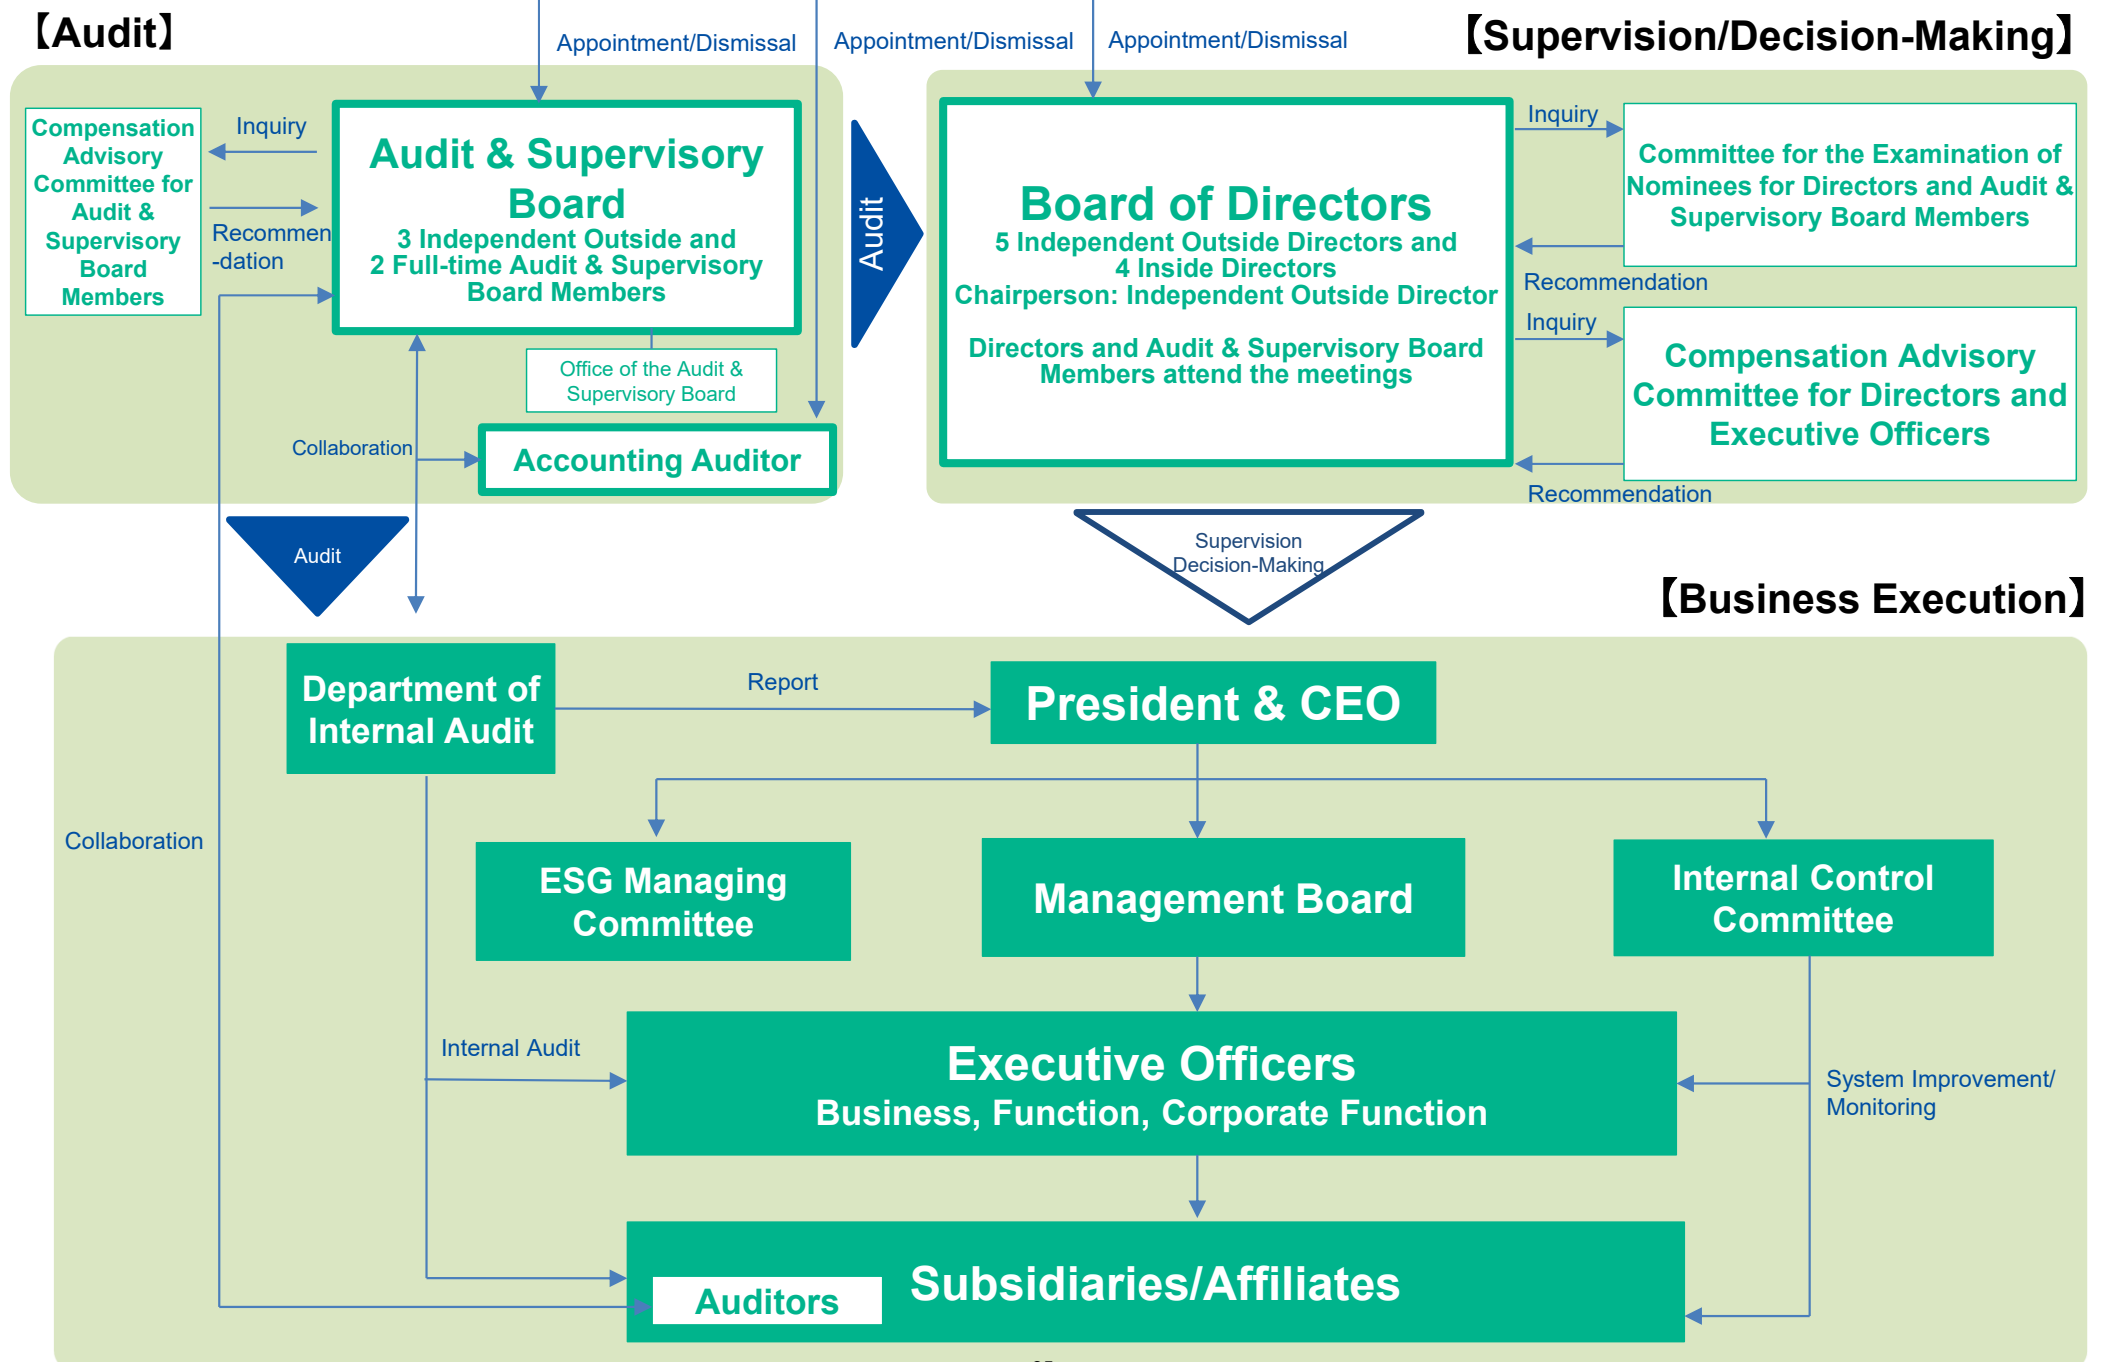 【Audit】
Appointment/Dismissal
Appointment/Dismissal
Appointment/Dismissal
【Supervision/Decision-Making】
Compensation
Advisory
Committee for
Audit &
Supervisory
Board
Members
Inquiry
Recommen
-dation
Audit & Supervisory
Board
3 Independent Outside and
2 Full-time Audit & Supervisory
Board Members
Office of the Audit &
Supervisory Board
Collaboration
Accounting Auditor
Audit
Board of Directors
5 Independent Outside Directors and
4 Inside Directors
Chairperson: Independent Outside Director
Directors and Audit & Supervisory Board
Members attend the meetings
Inquiry
Committee for the Examination of
Nominees for Directors and Audit &
Supervisory Board Members
Recommendation
Inquiry
Compensation Advisory
Committee for Directors and
Executive Officers
Recommendation
Audit
Supervision
Decision-Making
【Business Execution】
Department of
Internal Audit
Report
President & CEO
Collaboration
ESG Managing
Committee
Management Board
Internal Control
Committee
Internal Audit
Executive Officers
Business, Function, Corporate Function
System Improvement/
Monitoring
Subsidiaries/Affiliates
Auditors